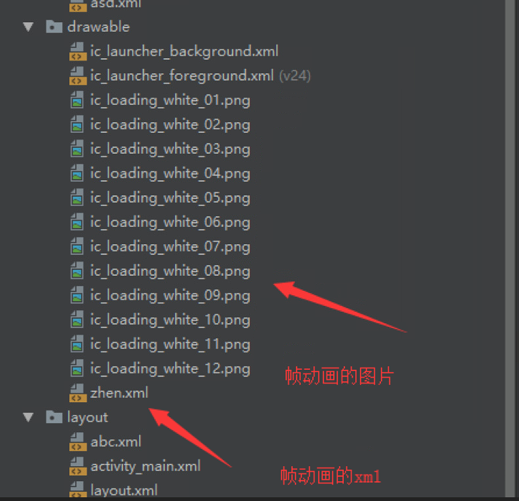 asd.xml
drawable
ic_launcher_background.xml
ic_launcher_foreground.xml (v24)
ic_loading_white_01.png
ic_loading_white_02.png
ic_loading_white_03.png
ic_loading_white_04.png
ic_loading_white_05.png
ic_loading_white_06.png
ic_loading_white_07.png
ic_loading_white_08.png
ic_loading_white_09.png
ic_loading_white_10.png
ic_loading_white_11.png
ic_loading_white_12.png
帧动画的图片
zhen.xml
layout
abc.xml
activity_main.xml
帧动画的xml
layout.xml